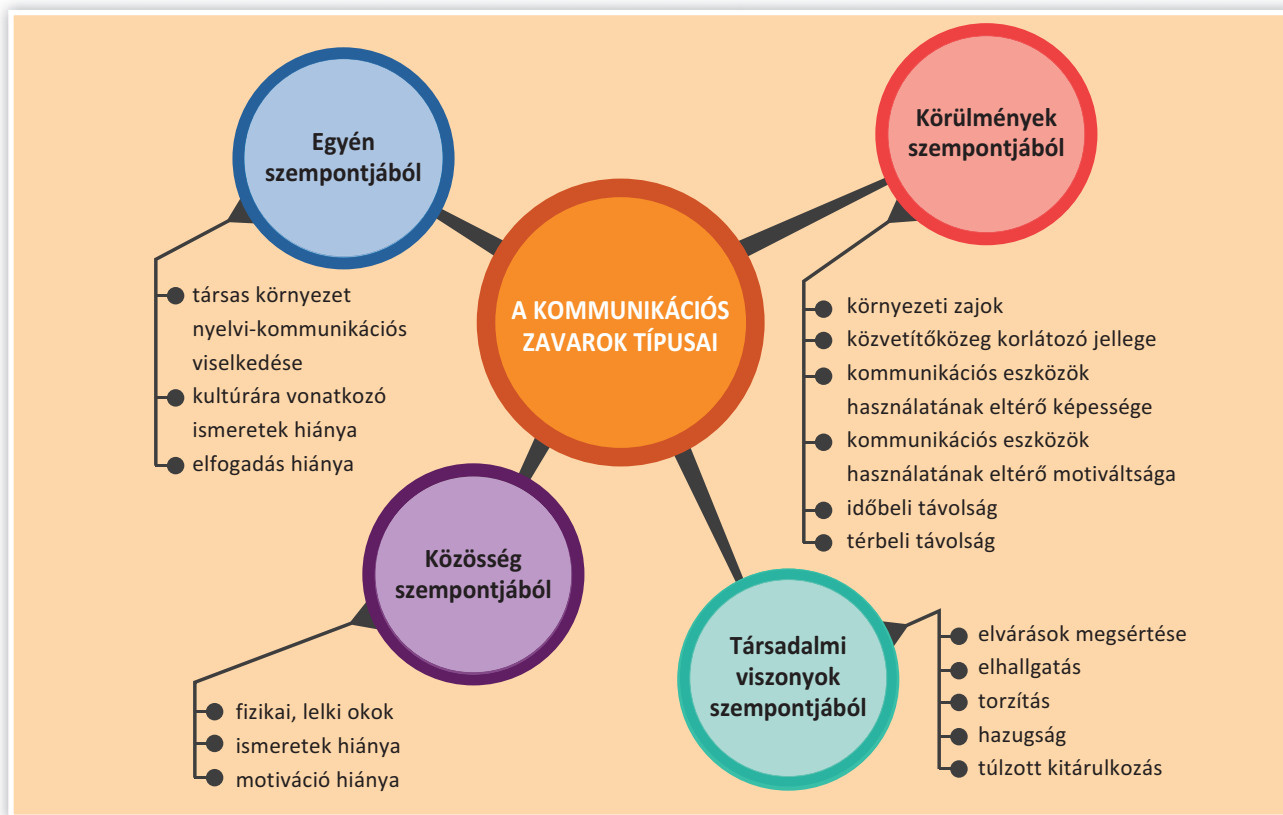 Egyén
szempontjából
társas környezet
nyelvi-kommunikációs
viselkedése
kultúrára vonatkozó
ismeretek hiánya
elfogadás hiánya
Körülmények
szempontjából
környezeti zajok
közvetítőközeg korlátozó jellege
kommunikációs eszközök
használatának eltérő képessége
kommunikációs eszközök
használatának eltérő motiváltsága
időbeli távolság
térbeli távolság
A KOMMUNIKÁCIÓS
ZAVAROK TÍPUSAI
Közösség
szempontjából
fizikai, lelki okok
ismeretek hiánya
motiváció hiánya
Társadalmi
viszonyok
szempontjából
elvárások megsértése
elhallgatás
torzítás
hazugság
túlzott kitárulkozás